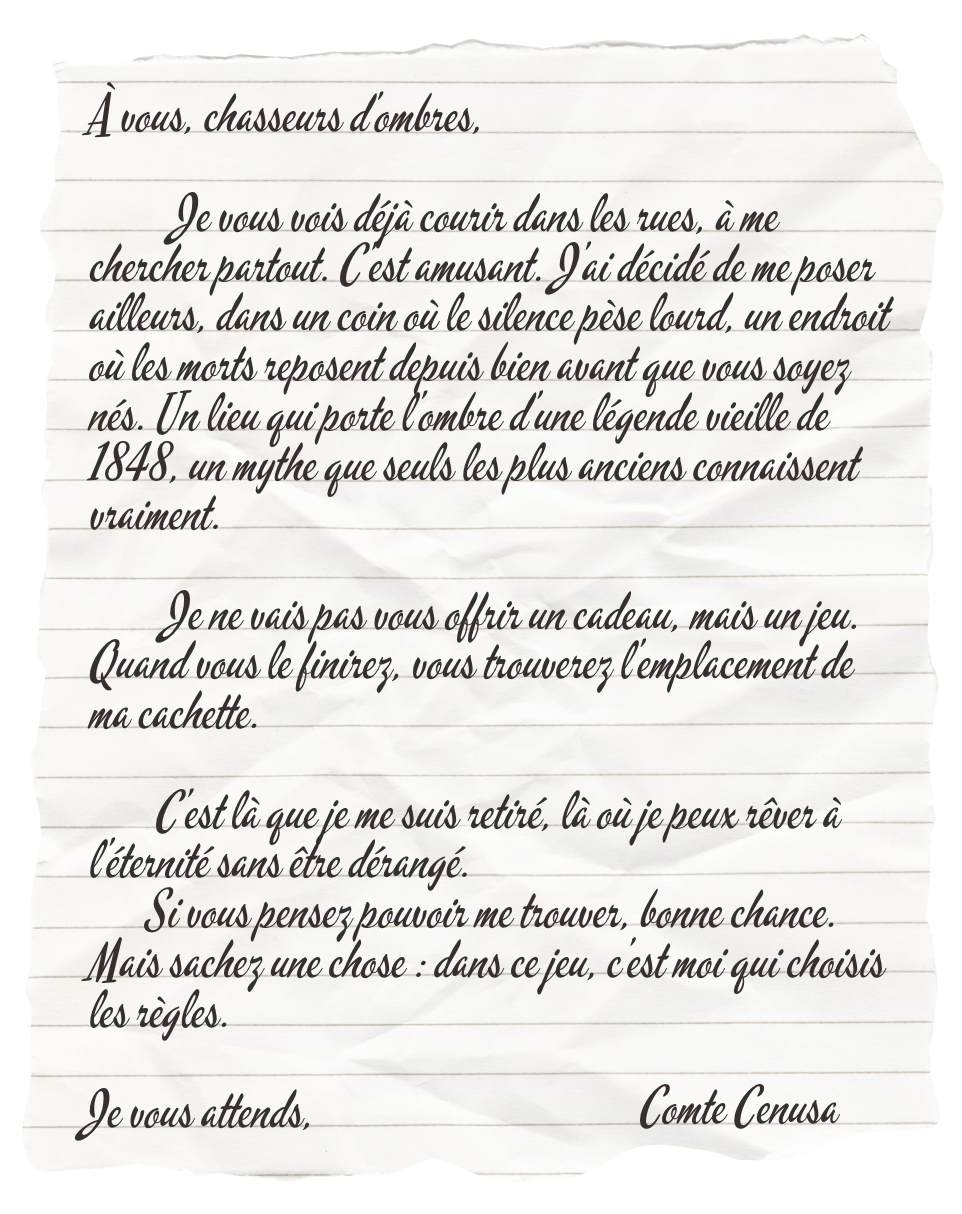 À vous, chasseurs d'ombres,
Je vous vois déjà courir dans les rues, à me
chercher partout. C'est amusant. J'ai décidé de me poser
ailleurs, dans un coin où le silence pèse lourd, un endroit
où les morts reposent depuis bien avant que vous soyez
nés. Un lieu qui porte l'ombre d'une légende vieille de
1848, un mythe que seuls les plus anciens connaissent
vraiment.
Je ne vais pas vous offrir un cadeau, mais un jeu.
Quand vous le finirez, vous trouverez l'emplacement de
ma cachette.
C'est là que je me suis retiré, là où je peux rêver à
l'éternité sans être dérangé.
Si vous pensez pouvoir me trouver, bonne chance.
Mais sachez une chose : dans ce jeu, c'est moi qui choisis
les règles.
Je vous attends, Comte Cenusa